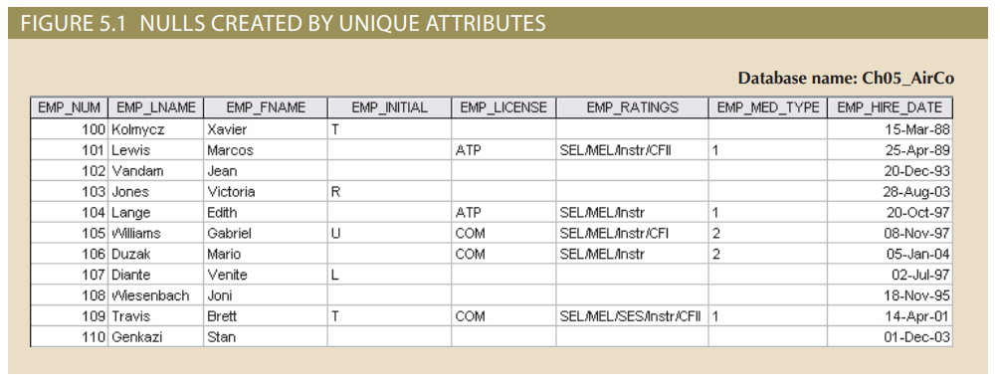 FIGURE 5.1 NULLS CREATED BY UNIQUE ATTRIBUTES
Database name: Ch05_AirCo
EMP_NUM EMP_LNAME EMP_FNAME EMP_INITIAL EMP_LICENSE EMP_RATINGS EMP_MED_TYPE EMP_HIRE_DATE
100 Kolmycz Xavier T 15-Mar-88
101 Lewis Marcos ATP SEL/MEL/Instr/CFII 1 25-Apr-89
102 Vandam Jean 20-Dec-93
103 Jones Victoria R 28-Aug-03
104 Lange Edith ATP SEL/MEL/Instr 1 20-Oct-97
105 Williams Gabriel U COM SEL/MEL/Instr/CFI 2 08-Nov-97
106 Duzak Mario COM SEL/MEL/Instr 2 05-Jan-04
107 Diante Venite L 02-Jul-97
108 Wiesenbach Joni 18-Nov-95
109 Travis Brett T COM SEL/MEL/SES/Instr/CFII 1 14-Apr-01
110 Genkazi Stan 01-Dec-03